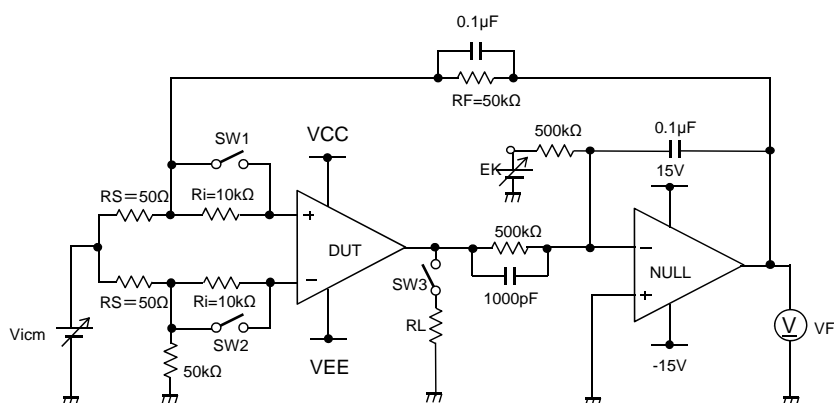 0.1μF
RF=50kΩ
SW1
VCC
500kΩ
0.1μF
EK
15V
RS=50Ω
Ri=10kΩ
+
DUT
500kΩ
−
NULL
−
SW3
1000pF
+
RS=50Ω
Ri=10kΩ
Vicm
SW2
RL
V
VF
50kΩ
VEE
-15V